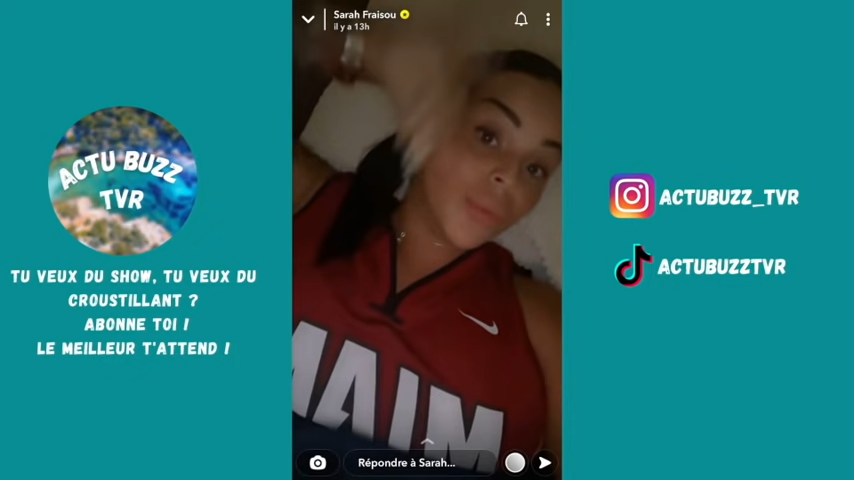 Sarah Fraisou
il y a 13h
ACTU BUZZ
TVR
TU VEUX DU SHOW, TU VEUX DU
CROUSTILLANT ?
ABONNE TOI !
LE MEILLEUR T'ATTEND !
ACTUBUZZ_TVR
ACTUBUZZTVR
MAIM
Répondre à Sarah...